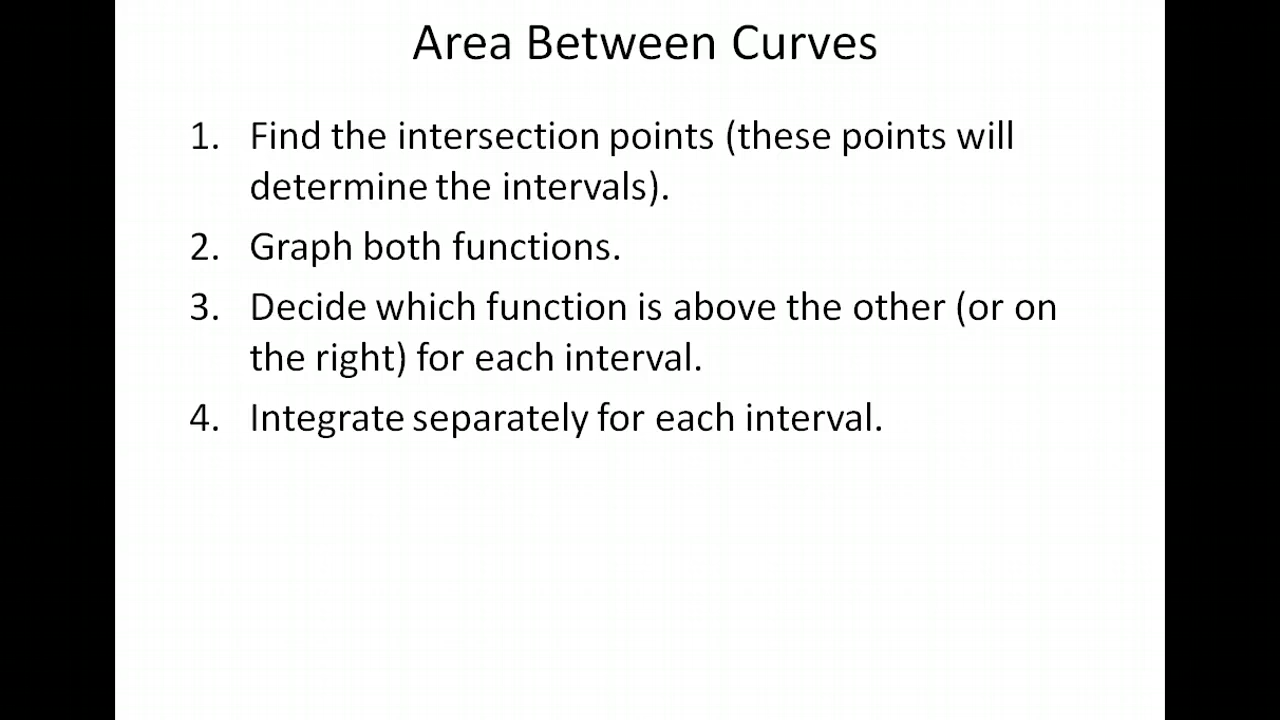 Area Between Curves
1. Find the intersection points (these points will
determine the intervals).
2. Graph both functions.
3. Decide which function is above the other (or on
the right) for each interval.
4. Integrate separately for each interval.